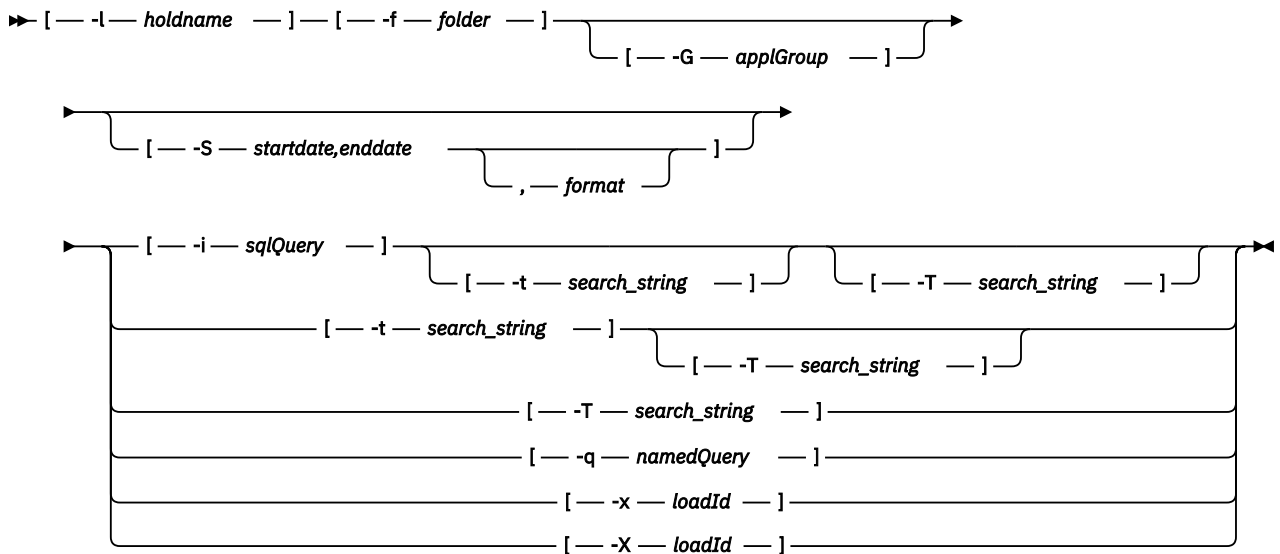 [ -l holdname ] [ -f folder ]
[ -G applGroup ]
[ -S startdate,enddate ]
, format
[ -i sqlQuery ]
[ -t search_string ] [ -T search_string ]
[ -t search_string ]
[ -T search_string ]
[ -T search_string ]
[ -q namedQuery ]
[ -x loadId ]
[ -X loadId ]